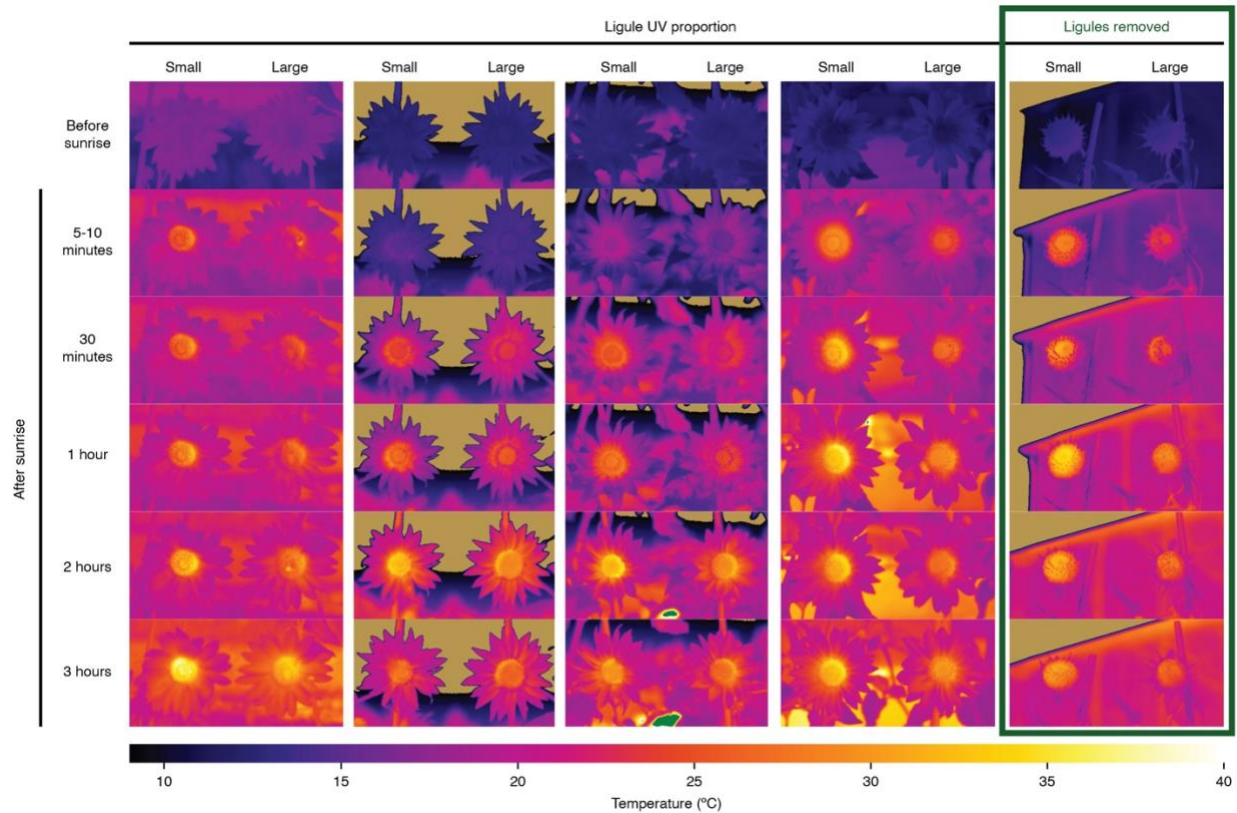 Ligule UV proportion
Ligules removed
Small Large Small Large Small Large Small Large Small Large
Before
sunrise
5-10
minutes
30
minutes
1 hour
2 hours
3 hours
After sunrise
10 15 20 25 30 35 40
Temperature (ºC)